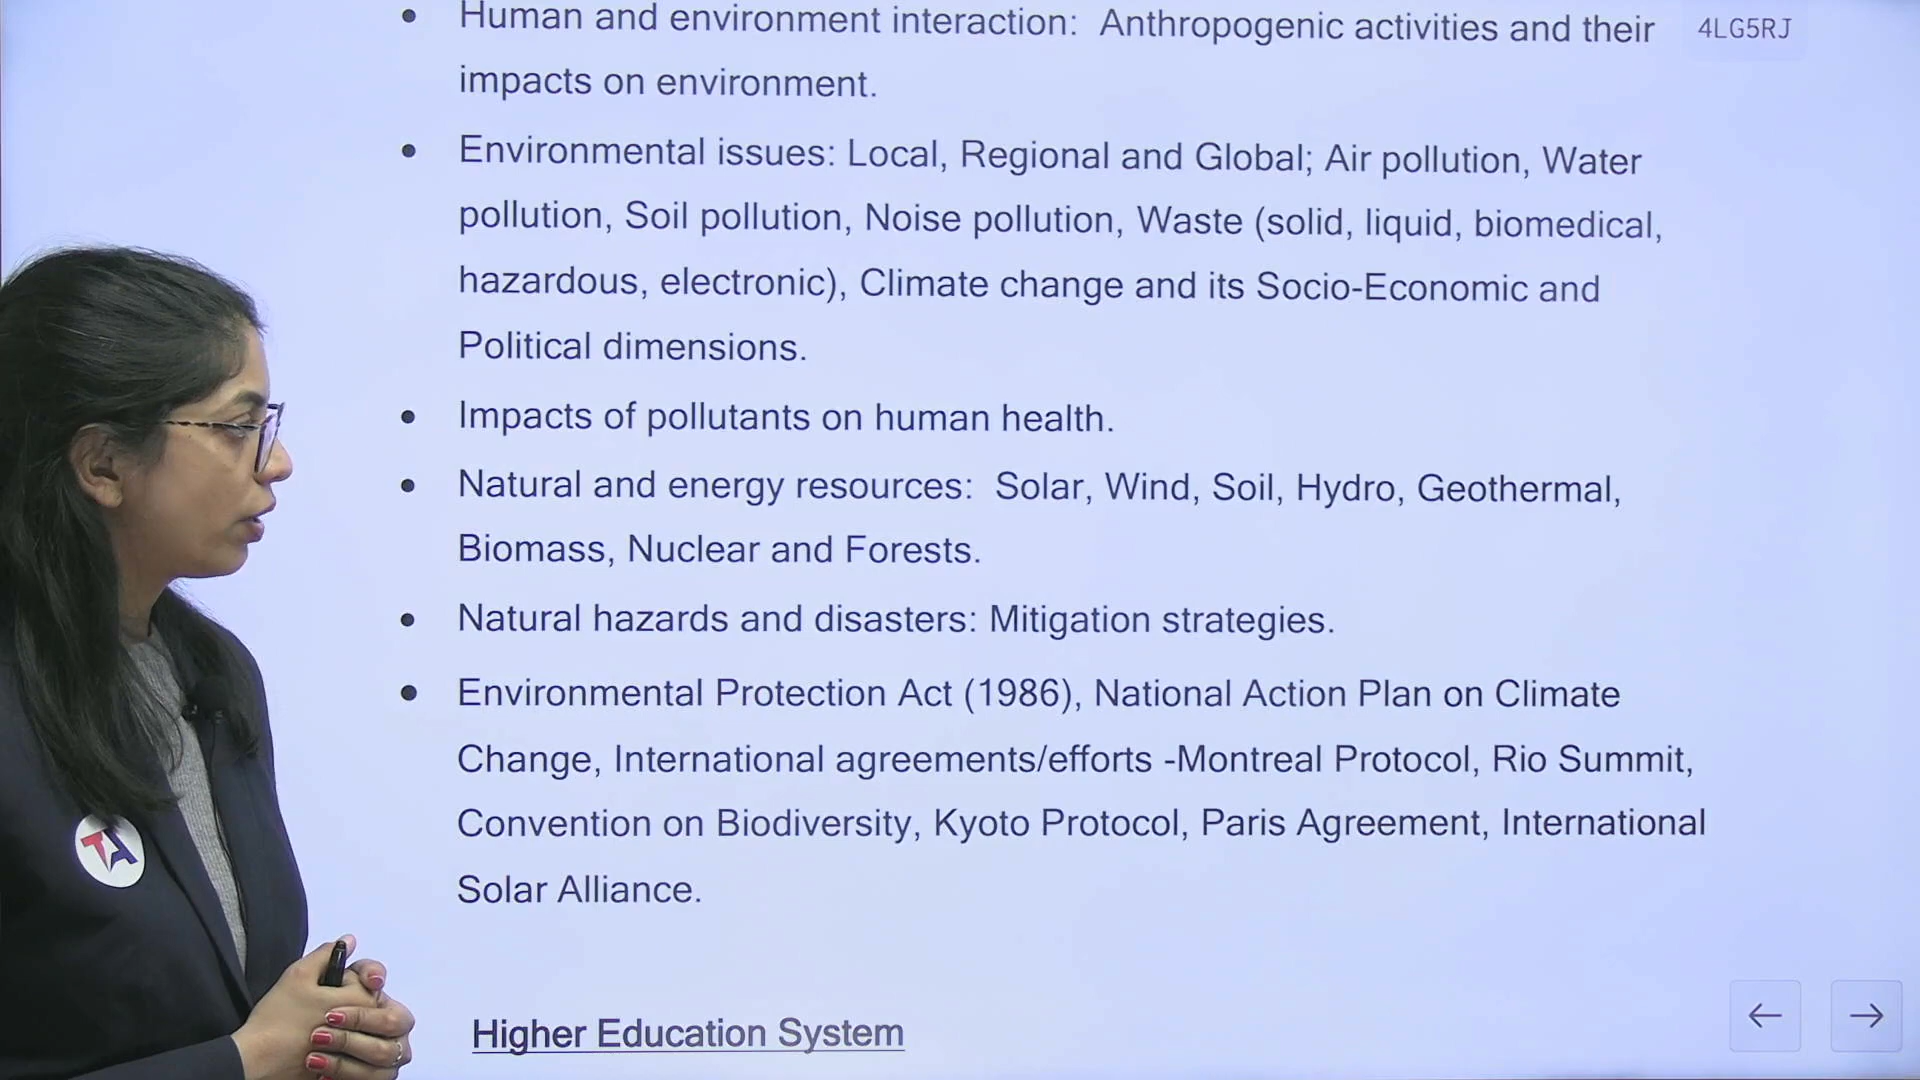 Human and environment interaction: Anthropogenic activities and their
4LG5RJ
impacts on environment.
Environmental issues: Local, Regional and Global; Air pollution, Water
pollution, Soil pollution, Noise pollution, Waste (solid, liquid, biomedical,
hazardous, electronic), Climate change and its Socio-Economic and
Political dimensions.
Impacts of pollutants on human health.
Natural and energy resources: Solar, Wind, Soil, Hydro, Geothermal,
Biomass, Nuclear and Forests.
Natural hazards and disasters: Mitigation strategies.
Environmental Protection Act (1986), National Action Plan on Climate
Change, International agreements/efforts -Montreal Protocol, Rio Summit,
Convention on Biodiversity, Kyoto Protocol, Paris Agreement, International
Solar Alliance.
TA
Higher Education System